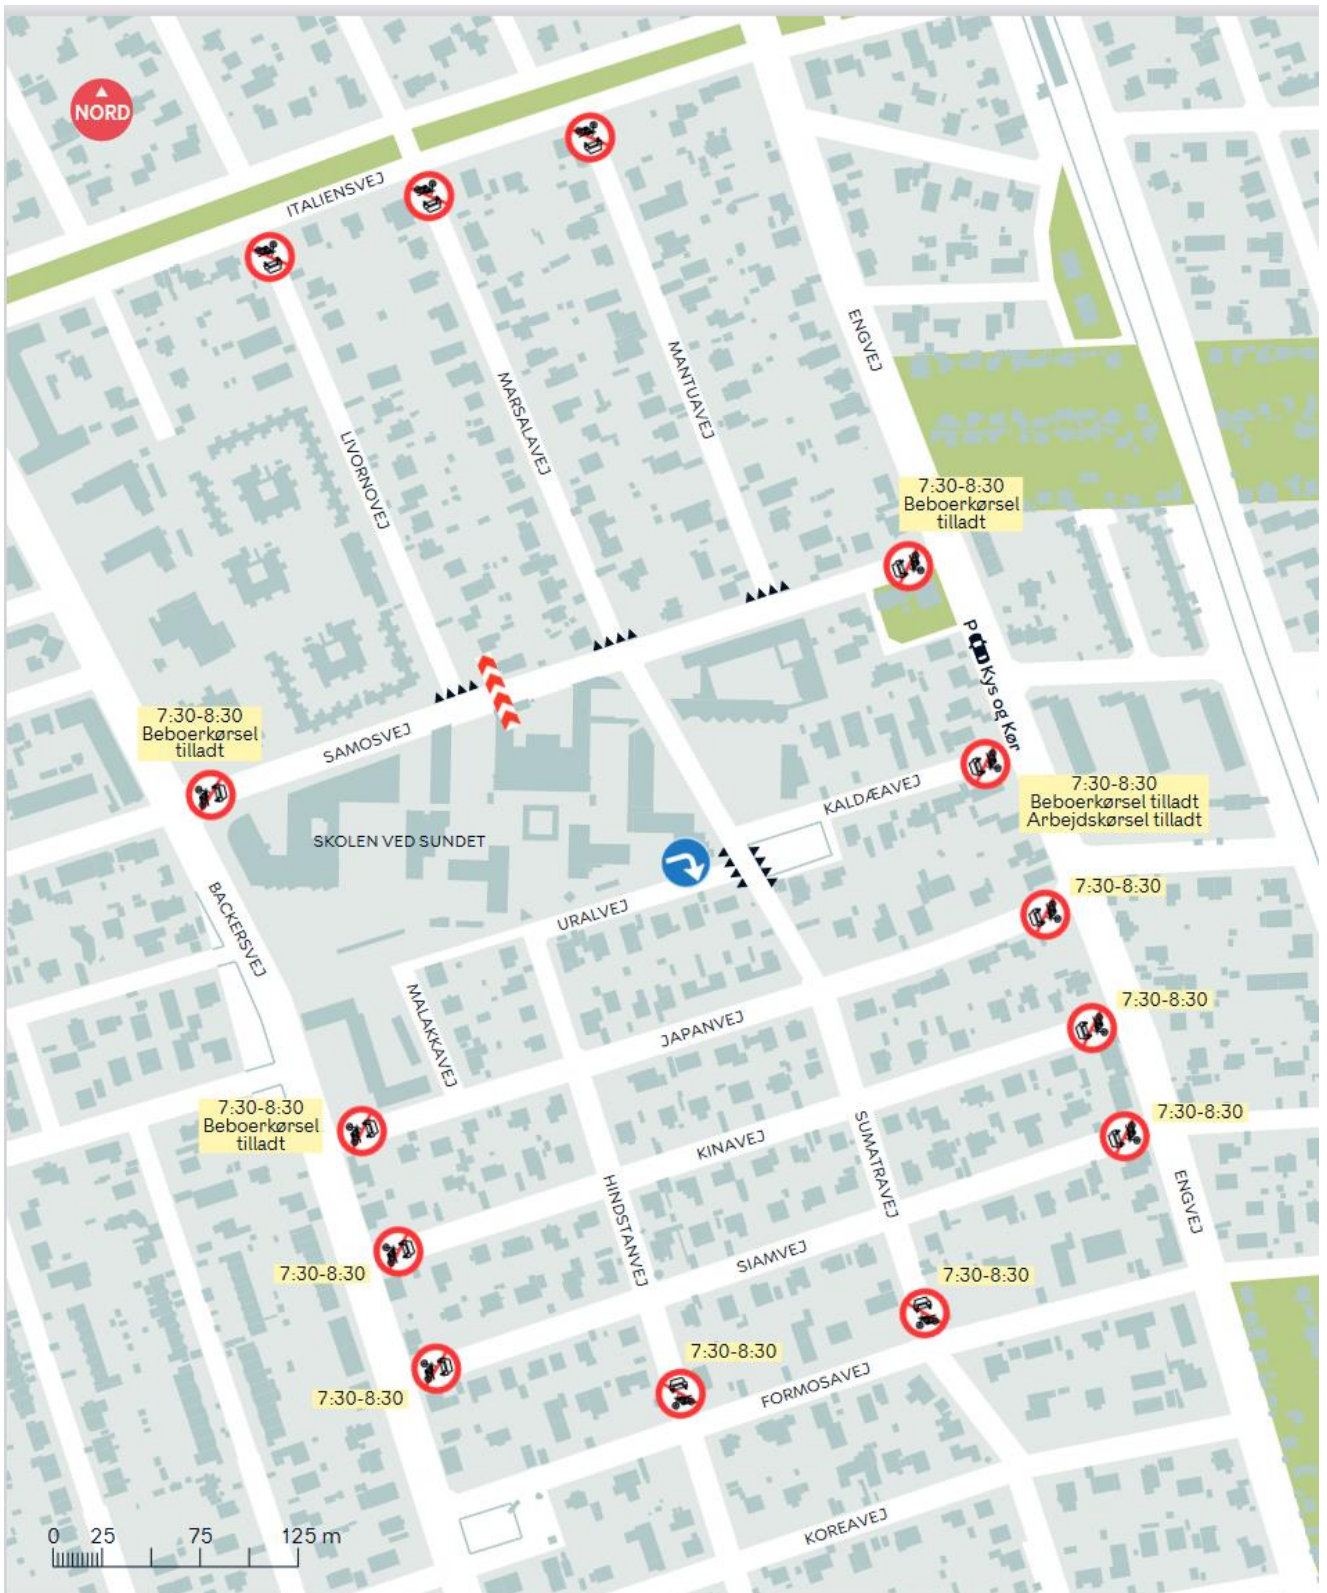 NORD
ITALIENSVEJ
ENGVEJ
MANTUAVEJ
MARSALAVEJ
LIVORNOVEJ
7:30-8:30
Beboerkørsel
tilladt
P Kys og Kør
7:30-8:30
Beboerkørsel
tilladt
SAMOSVEJ
KALDÆAVEJ
7:30-8:30
Beboerkørsel tilladt
Arbejdskørsel tilladt
SKOLEN VED SUNDET
BACKERSVEJ
URALVEJ
7:30-8:30
MALAKKAVEJ
JAPANVEJ
7:30-8:30
7:30-8:30
Beboerkørsel
tilladt
KINAVEJ
SUMATRAVEJ
7:30-8:30
HINDSTANVEJ
ENGVEJ
SIAMVEJ
7:30-8:30
7:30-8:30
7:30-8:30
7:30-8:30
FORMOSAVEJ
KOREAVEJ
0 25 75 125 m